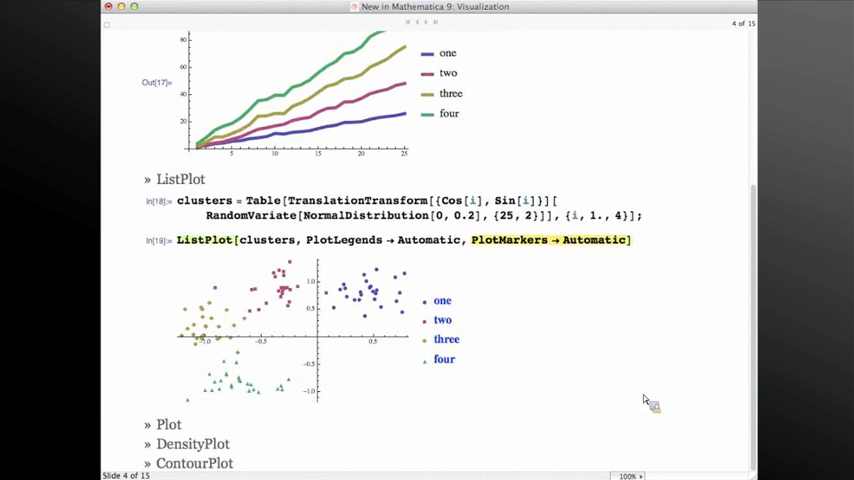 New in Mathematica 9: Visualization
4 of 15
80
60
40
20
5 10 15 20 25
Out[17]=
one
two
three
four
» ListPlot
In[18]:= clusters = Table[TranslationTransform[{Cos[i], Sin[i]}][
RandomVariate[NormalDistribution[0, 0.2], {25, 2}]], {i, 1., 4}];
In[19]:= ListPlot[clusters, PlotLegends → Automatic, PlotMarkers → Automatic]
1.0
0.5
-1.0 -0.5 0.5
-0.5
-1.0
one
two
three
four
» Plot
» DensityPlot
» ContourPlot
Slide 4 of 15
100%